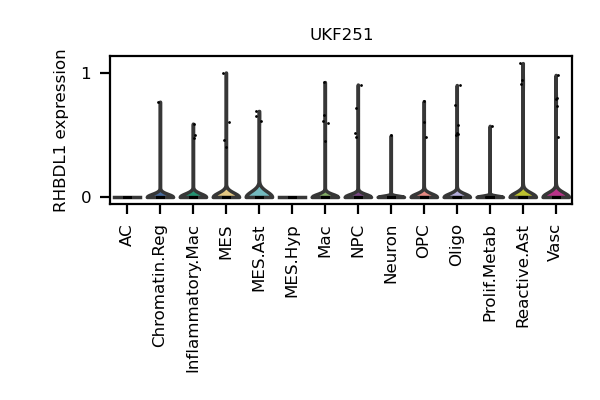 UKF251
RHBDL1 expression
1
0
AC
Chromatin.Reg
Inflammatory.Mac
MES
MES.Ast
MES.Hyp
Mac
NPC
Neuron
OPC
Oligo
Prolif.Metab
Reactive.Ast
Vasc